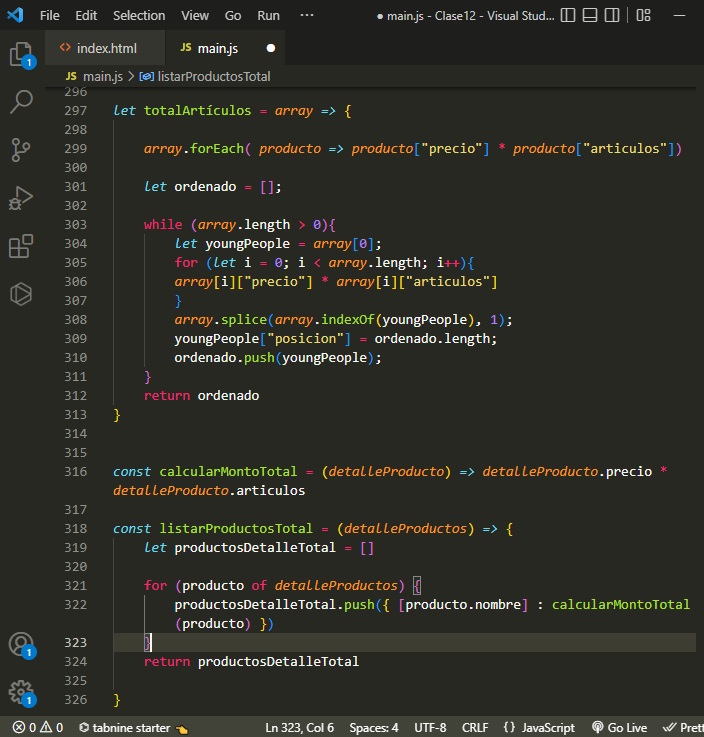 File Edit Selection View Go Run ··· ● main.js - Clase12 - Visual Stud...
<> index.html JS main.js ●
JS main.js > listarProductosTotal
296
297 let totalArtículos = array => {
298
299 array.forEach( producto => producto["precio"] * producto["articulos"])
300
301 let ordenado = [];
302
303 while (array.length > 0){
304 let youngPeople = array[0];
305 for (let i = 0; i < array.length; i++){
306 array[i]["precio"] * array[i]["articulos"]
307 }
308 array.splice(array.indexOf(youngPeople), 1);
309 youngPeople["posicion"] = ordenado.length;
310 ordenado.push(youngPeople);
311 }
312 return ordenado
313 }
314
315
316 const calcularMontoTotal = (detalleProducto) => detalleProducto.precio *
detalleProducto.articulos
317
318 const listarProductosTotal = (detalleProductos) => {
319 let productosDetalleTotal = []
320
321 for (producto of detalleProductos) {
322 productosDetalleTotal.push({ [producto.nombre] : calcularMontoTotal
(producto) })
323 }
324 return productosDetalleTotal
325
326 }
1
1
1
0 0 tabnine starter Ln 323, Col 6 Spaces: 4 UTF-8 CRLF {} JavaScript Go Live Prett